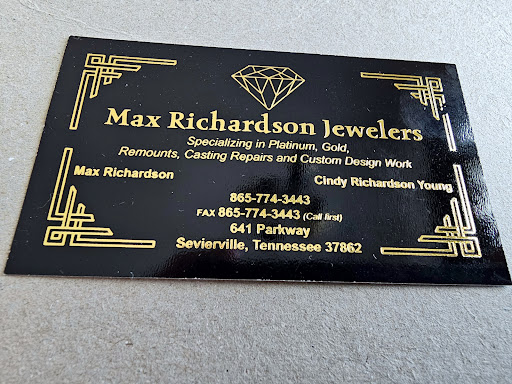 Max Richardson Jewelers
Specializing in Platinum, Gold,
Remounts, Casting Repairs and Custom Design Work
Max Richardson
Cindy Richardson Young
865-774-3443
FAX 865-774-3443 (Call first)
641 Parkway
Sevierville, Tennessee 37862